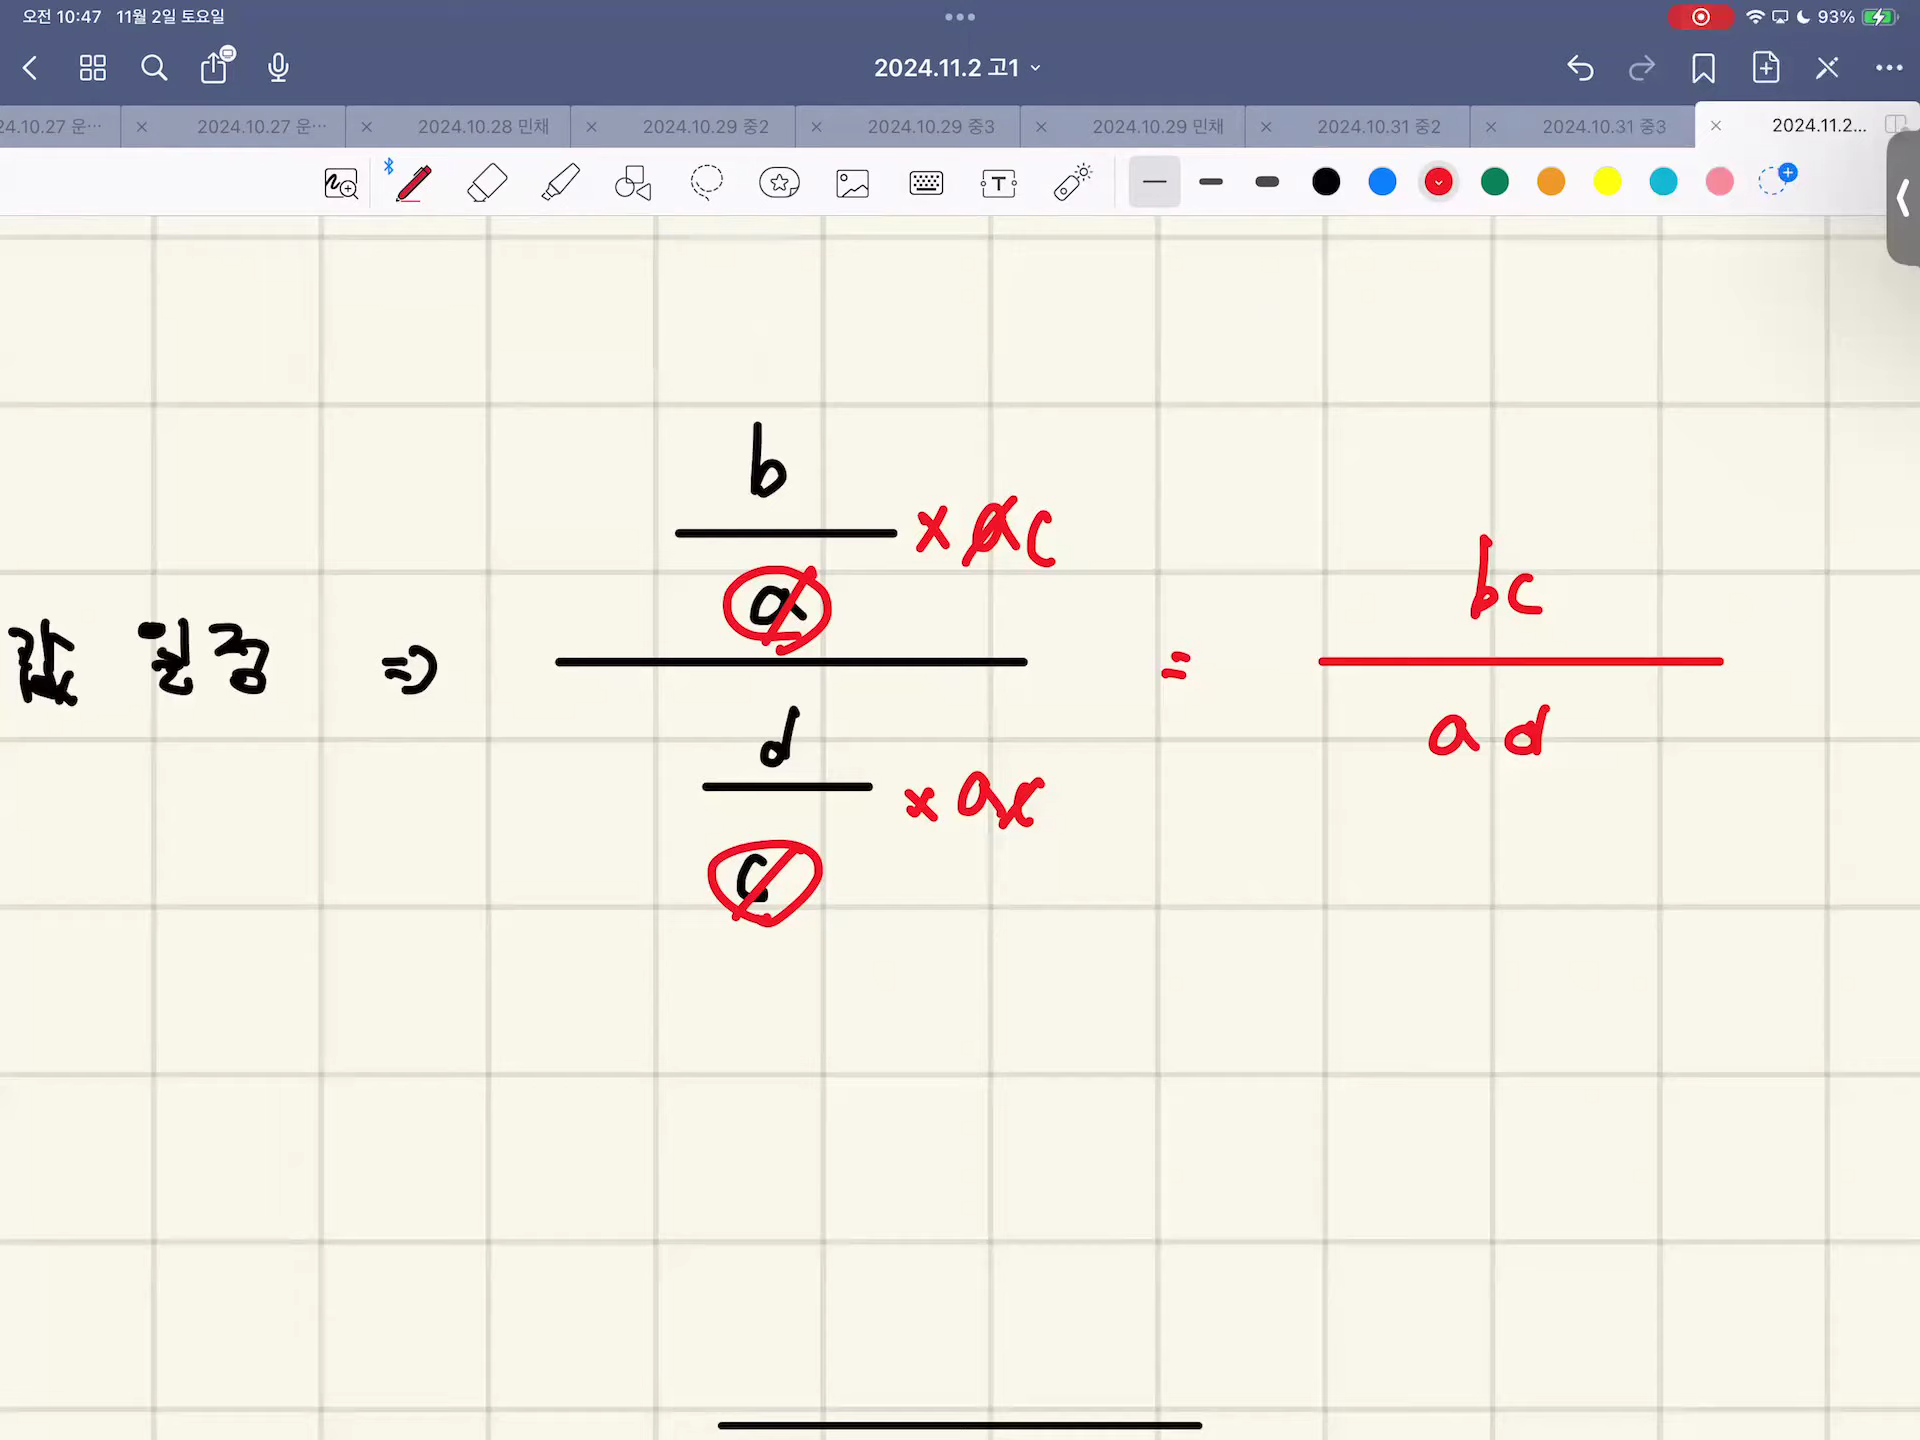 오전 10:47 11월 2일 토요일
93%
2024.11.2 고1
24.10.27 운… 2024.10.27 운… 2024.10.28 민채 2024.10.29 중2 2024.10.29 중3 2024.10.29 민채 2024.10.31 중2 2024.10.31 중3 2024.11.2...
b
× ac
a
값 일정 ⇒
=
bc
ad
d
× ac
c